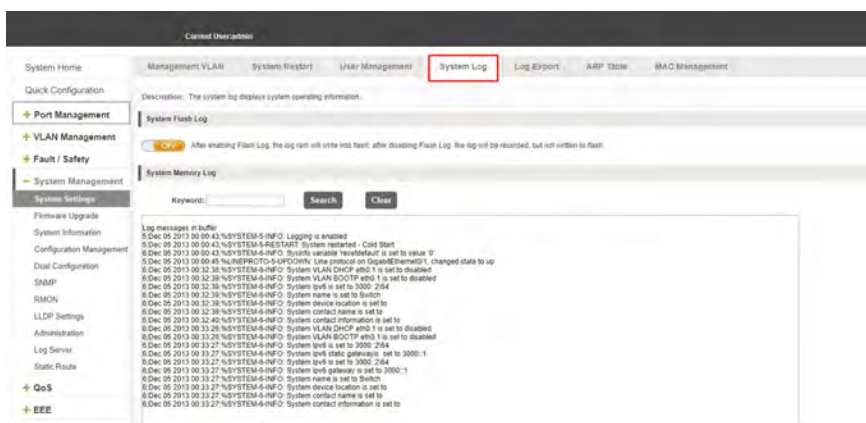 Current User:admin
System Home
Management VLAN System Restart User Management System Log Log Export ARP Table MAC Management
Quick Configuration
Description: The system log displays system operating information.
+ Port Management
System Flash Log
+ VLAN Management
OFF After enabling Flash Log, the log ram will write into flash; after disabling Flash Log, the log will be recorded, but not written to flash.
+ Fault / Safety
System Memory Log
- System Management
System Settings
Keyword: Search Clear
Firmware Upgrade
System Information
Configuration Management
Dual Configuration
SNMP
RMON
LLDP Settings
Administration
Log Server
Static Route
+ QoS
+ EEE
Log messages in buffer
5;Dec 05 2013 00:00:43;%SYSTEM-5-INFO: Logging is enabled
5;Dec 05 2013 00:00:43;%SYSTEM-5-RESTART: System restarted - Cold Start
6;Dec 05 2013 00:00:43;%SYSTEM-6-INFO: Sysinfo variable 'resetdefault' is set to value '0'
5;Dec 05 2013 00:00:45;%LINEPROTO-5-UPDOWN: Line protocol on GigabitEthernet0/1, changed state to up
6;Dec 05 2013 00:32:38;%SYSTEM-6-INFO: System VLAN DHCP eth0.1 is set to disabled
6;Dec 05 2013 00:32:39;%SYSTEM-6-INFO: System VLAN BOOTP eth0.1 is set to disabled
6;Dec 05 2013 00:32:39;%SYSTEM-6-INFO: System Ipv6 is set to 3000::2\64
6;Dec 05 2013 00:32:39;%SYSTEM-6-INFO: System name is set to Switch
6;Dec 05 2013 00:32:39;%SYSTEM-6-INFO: System device location is set to
6;Dec 05 2013 00:32:39;%SYSTEM-6-INFO: System contact name is set to
6;Dec 05 2013 00:32:40;%SYSTEM-6-INFO: System contact information is set to
6;Dec 05 2013 00:33:26;%SYSTEM-6-INFO: System VLAN DHCP eth0.1 is set to disabled
6;Dec 05 2013 00:33:26;%SYSTEM-6-INFO: System VLAN BOOTP eth0.1 is set to disabled
6;Dec 05 2013 00:33:27;%SYSTEM-6-INFO: System Ipv6 is set to 3000::2\64
6;Dec 05 2013 00:33:27;%SYSTEM-6-INFO: System Ipv6 static gatewayis set to 3000::1
6;Dec 05 2013 00:33:27;%SYSTEM-6-INFO: System Ipv6 is set to 3000::2\64
6;Dec 05 2013 00:33:27;%SYSTEM-6-INFO: System ipv6 gateway is set to 3000::1
6;Dec 05 2013 00:33:27;%SYSTEM-6-INFO: System name is set to Switch
6;Dec 05 2013 00:33:27;%SYSTEM-6-INFO: System device location is set to
6;Dec 05 2013 00:33:27;%SYSTEM-6-INFO: System contact name is set to
6;Dec 05 2013 00:33:27;%SYSTEM-6-INFO: System contact information is set to